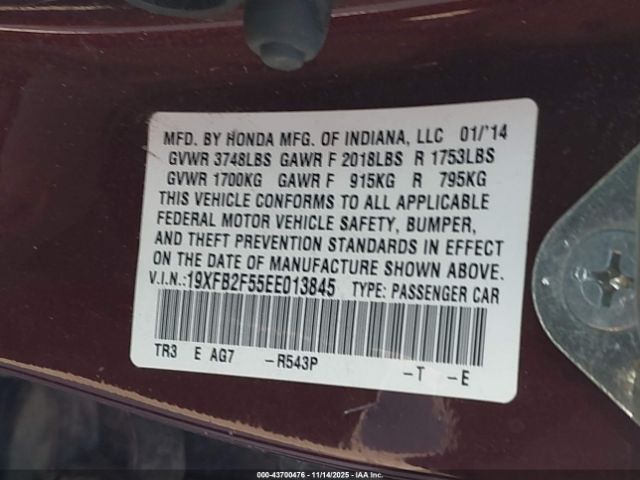 MFD. BY HONDA MFG. OF INDIANA, LLC 01/'14
GVWR 3748LBS GAWR F 2018LBS R 1753LBS
GVWR 1700KG GAWR F 915KG R 795KG
THIS VEHICLE CONFORMS TO ALL APPLICABLE
FEDERAL MOTOR VEHICLE SAFETY, BUMPER,
AND THEFT PREVENTION STANDARDS IN EFFECT
ON THE DATE OF MANUFACTURE SHOWN ABOVE.
V.I.N.:19XFB2F55EE013845 TYPE: PASSENGER CAR
TR3 E AG7 -R543P -T -E
000-43700476 - 11/14/2025 - IAAI.COM